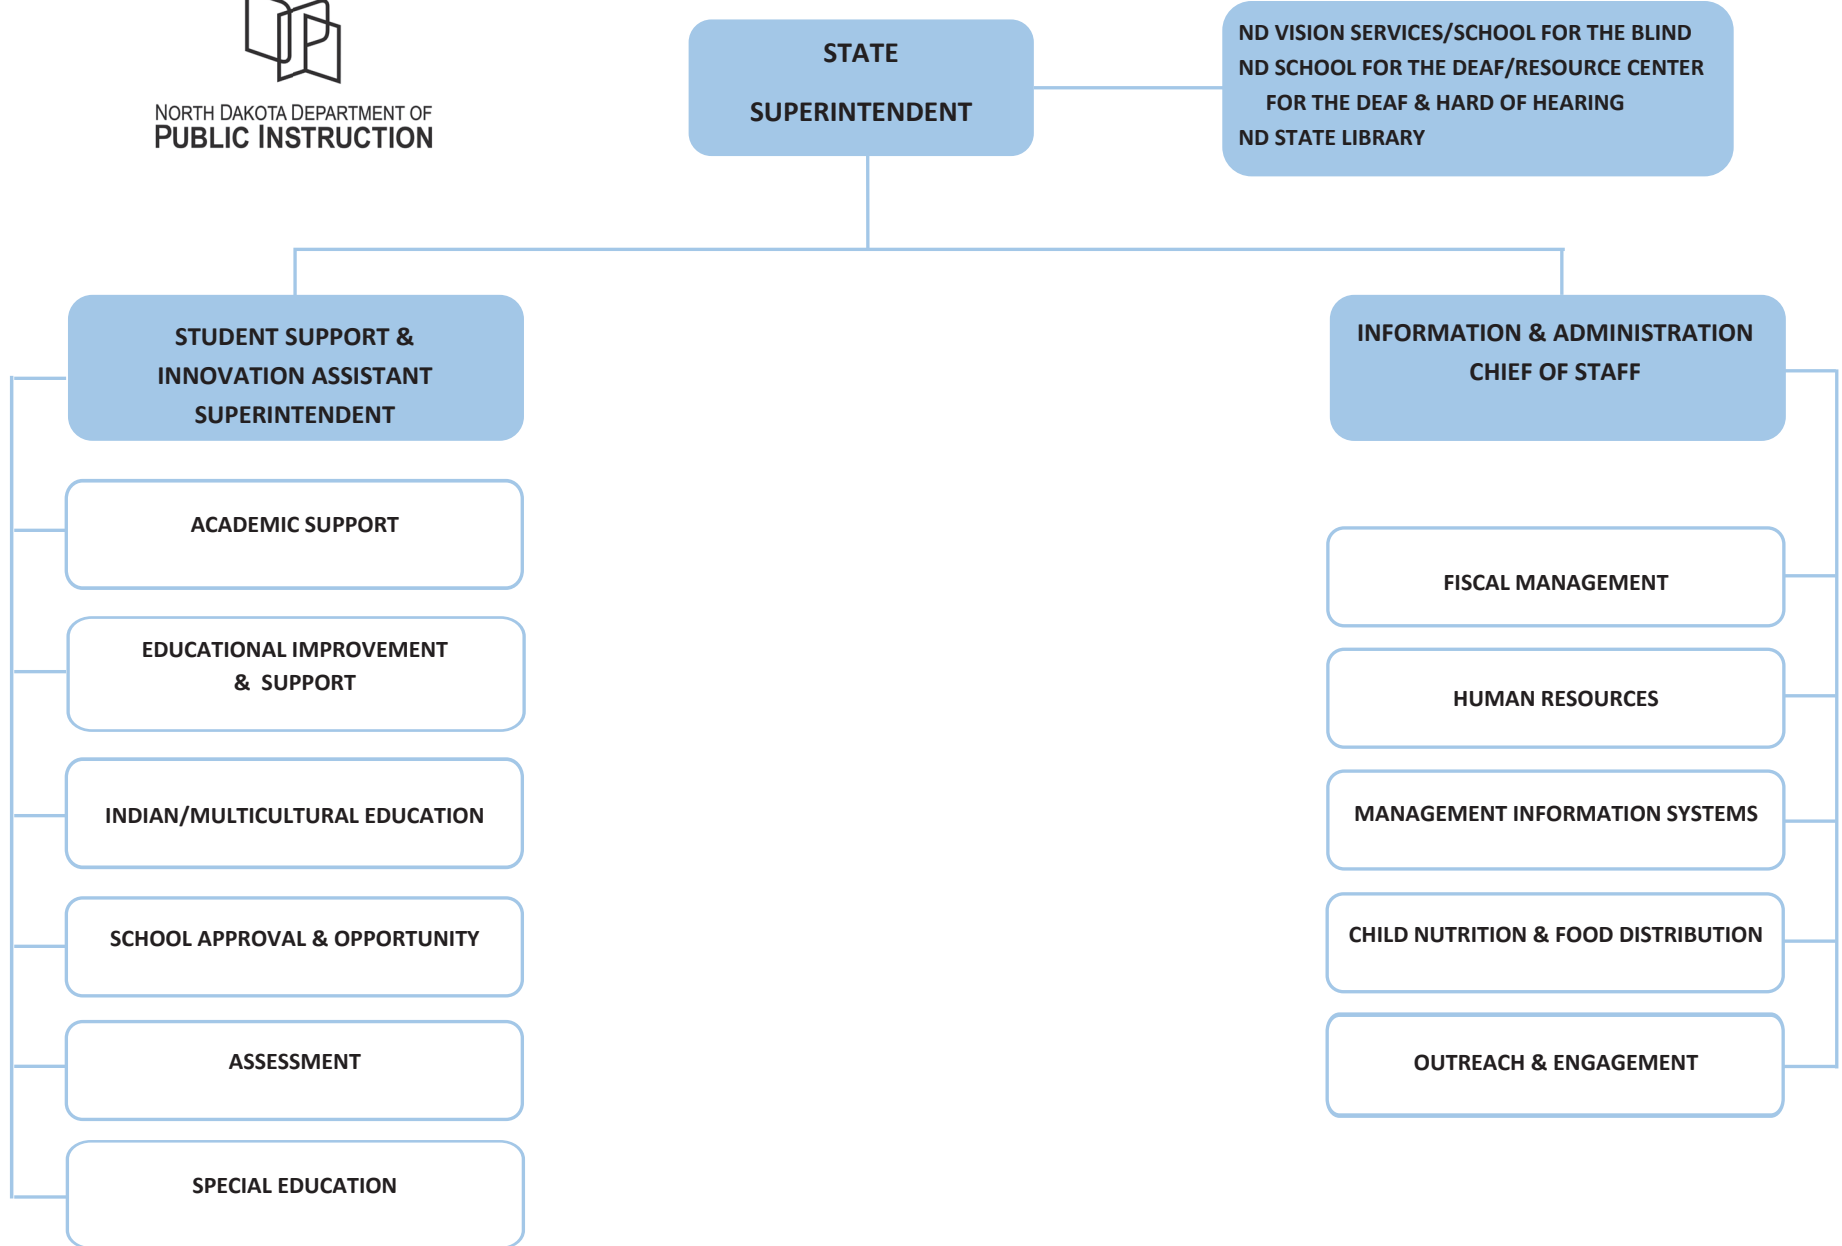 NORTH DAKOTA DEPARTMENT OF
PUBLIC INSTRUCTION
STATE
SUPERINTENDENT
ND VISION SERVICES/SCHOOL FOR THE BLIND
ND SCHOOL FOR THE DEAF/RESOURCE CENTER
FOR THE DEAF & HARD OF HEARING
ND STATE LIBRARY
STUDENT SUPPORT &
INNOVATION ASSISTANT
SUPERINTENDENT
ACADEMIC SUPPORT
EDUCATIONAL IMPROVEMENT
& SUPPORT
INDIAN/MULTICULTURAL EDUCATION
SCHOOL APPROVAL & OPPORTUNITY
ASSESSMENT
SPECIAL EDUCATION
INFORMATION & ADMINISTRATION
CHIEF OF STAFF
FISCAL MANAGEMENT
HUMAN RESOURCES
MANAGEMENT INFORMATION SYSTEMS
CHILD NUTRITION & FOOD DISTRIBUTION
OUTREACH & ENGAGEMENT